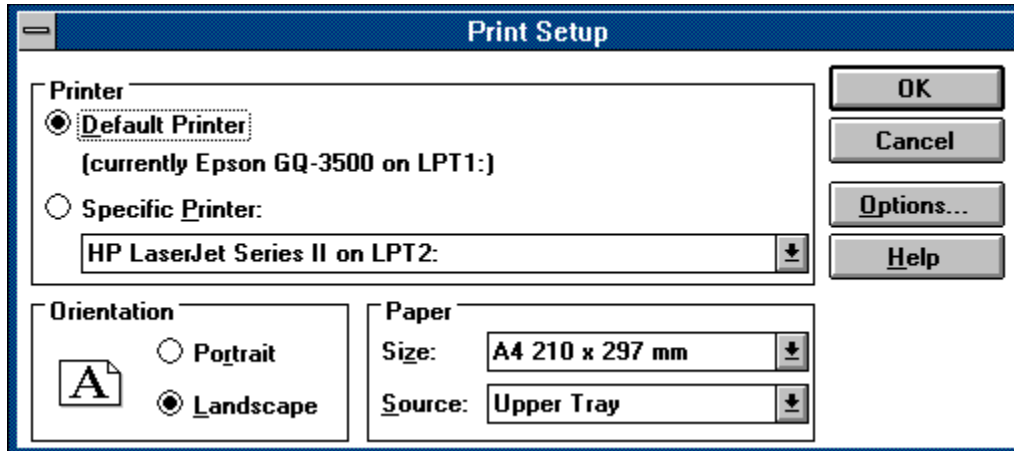 Print Setup
Printer
Default Printer
(currently Epson GQ-3500 on LPT1:)
Specific Printer:
HP LaserJet Series II on LPT2:
OK
Cancel
Options...
Help
Orientation
A
Portrait
Landscape
Paper
Size: A4 210 x 297 mm
Source: Upper Tray